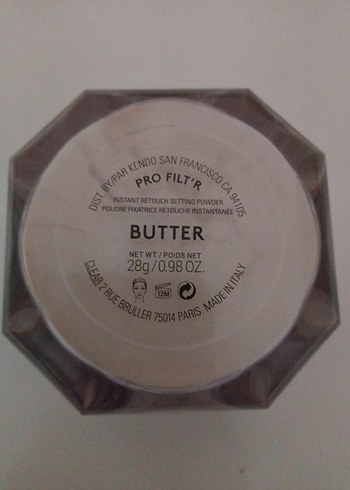 DIST. BY/PAR KENDO SAN FRANCISCO CA 94105
PRO FILT'R
INSTANT RETOUCH SETTING POWDER
POUDRE FIXATRICE RETOUCHE INSTANTANÉE
BUTTER
NET WT./POIDS NET
28g/0.98 OZ.
12M
CLEAR 2 RUE BRULLER 75014 PARIS. MADE IN ITALY